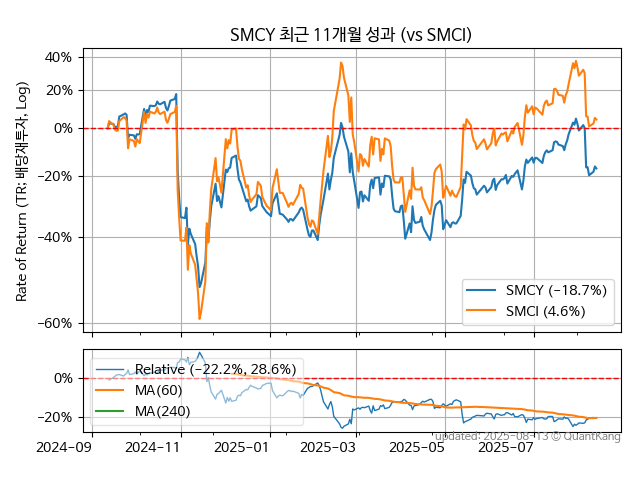 SMCY 최근 11개월 성과 (vs SMCI)
Rate of Return (TR: 배당재투자, Log)
40%
20%
0%
−20%
−40%
−60%
SMCY (−18.7%)
SMCI (4.6%)
0%
−20%
Relative (−22.2%, 28.6%)
MA(60)
MA(240)
updated: 2025-08-13 © QuantKang
2024-09
2024-11
2025-01
2025-03
2025-05
2025-07